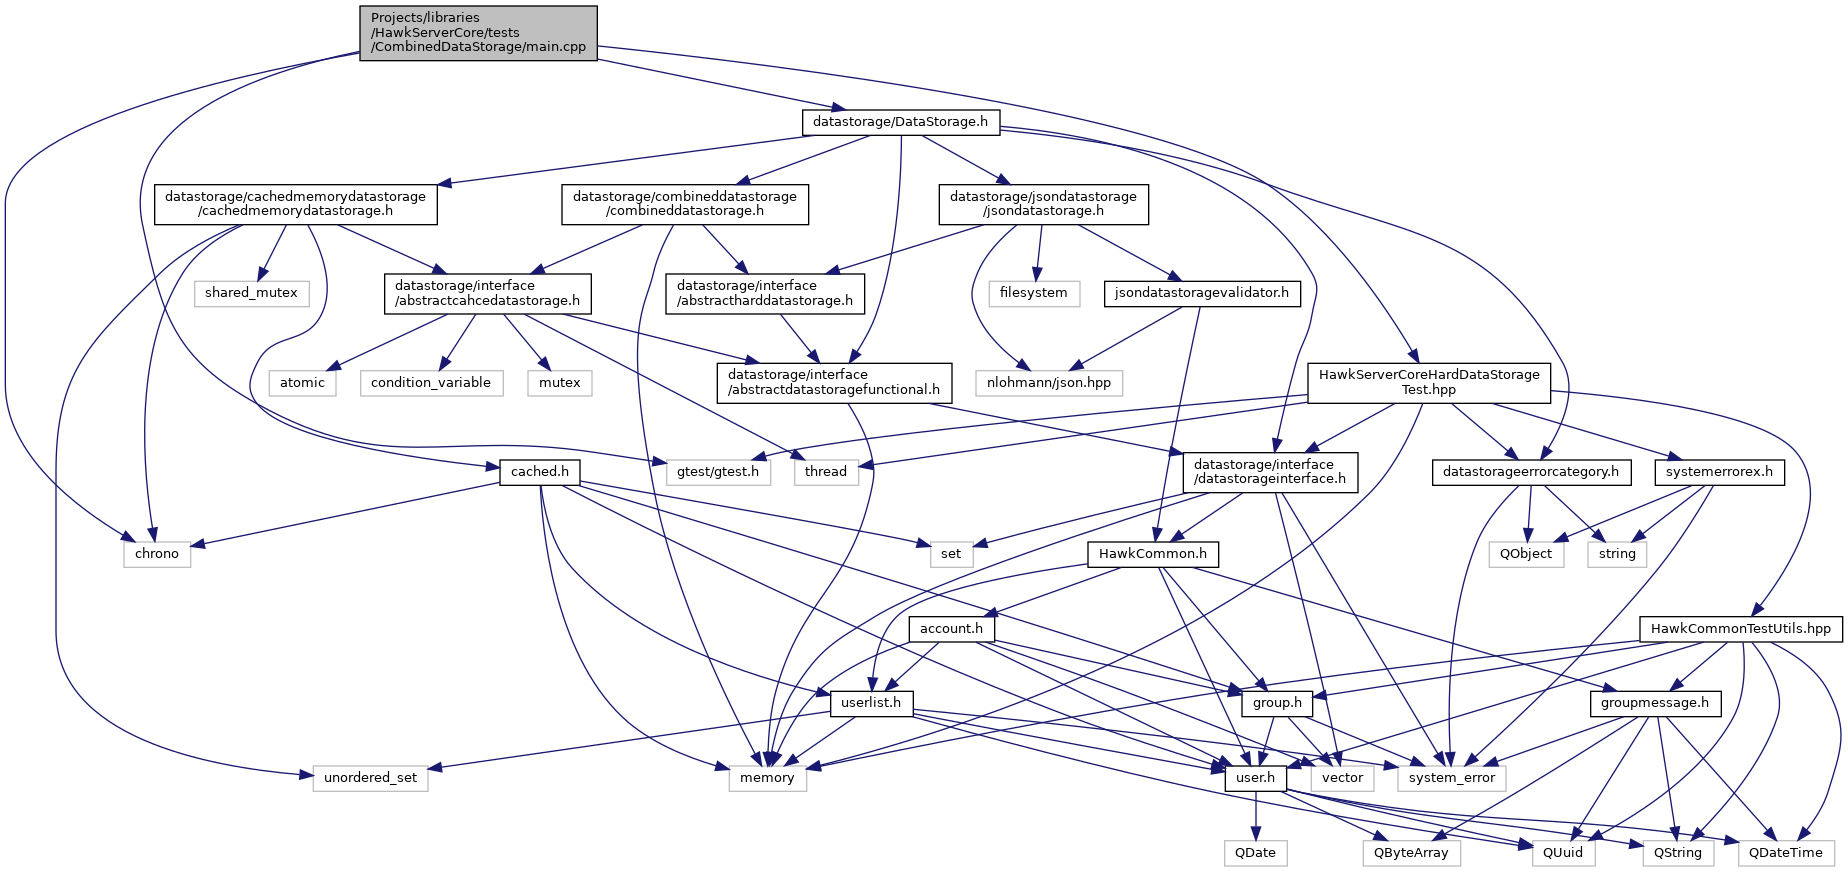 Projects/libraries
/HawkServerCore/tests
/CombinedDataStorage/main.cpp
datastorage/DataStorage.h
datastorage/cachedmemorydatastorage
/cachedmemorydatastorage.h
datastorage/combineddatastorage
/combineddatastorage.h
datastorage/jsondatastorage
/jsondatastorage.h
shared_mutex
datastorage/interface
/abstractcahcedatastorage.h
datastorage/interface
/abstractharddatastorage.h
filesystem
jsondatastoragevalidator.h
atomic
condition_variable
mutex
datastorage/interface
/abstractdatastoragefunctional.h
nlohmann/json.hpp
HawkServerCoreHardDataStorage
Test.hpp
cached.h
gtest/gtest.h
thread
datastorage/interface
/datastorageinterface.h
datastorageerrorcategory.h
systemerrorex.h
chrono
set
HawkCommon.h
QObject
string
account.h
HawkCommonTestUtils.hpp
userlist.h
group.h
groupmessage.h
unordered_set
memory
user.h
vector
system_error
QDate
QByteArray
QUuid
QString
QDateTime